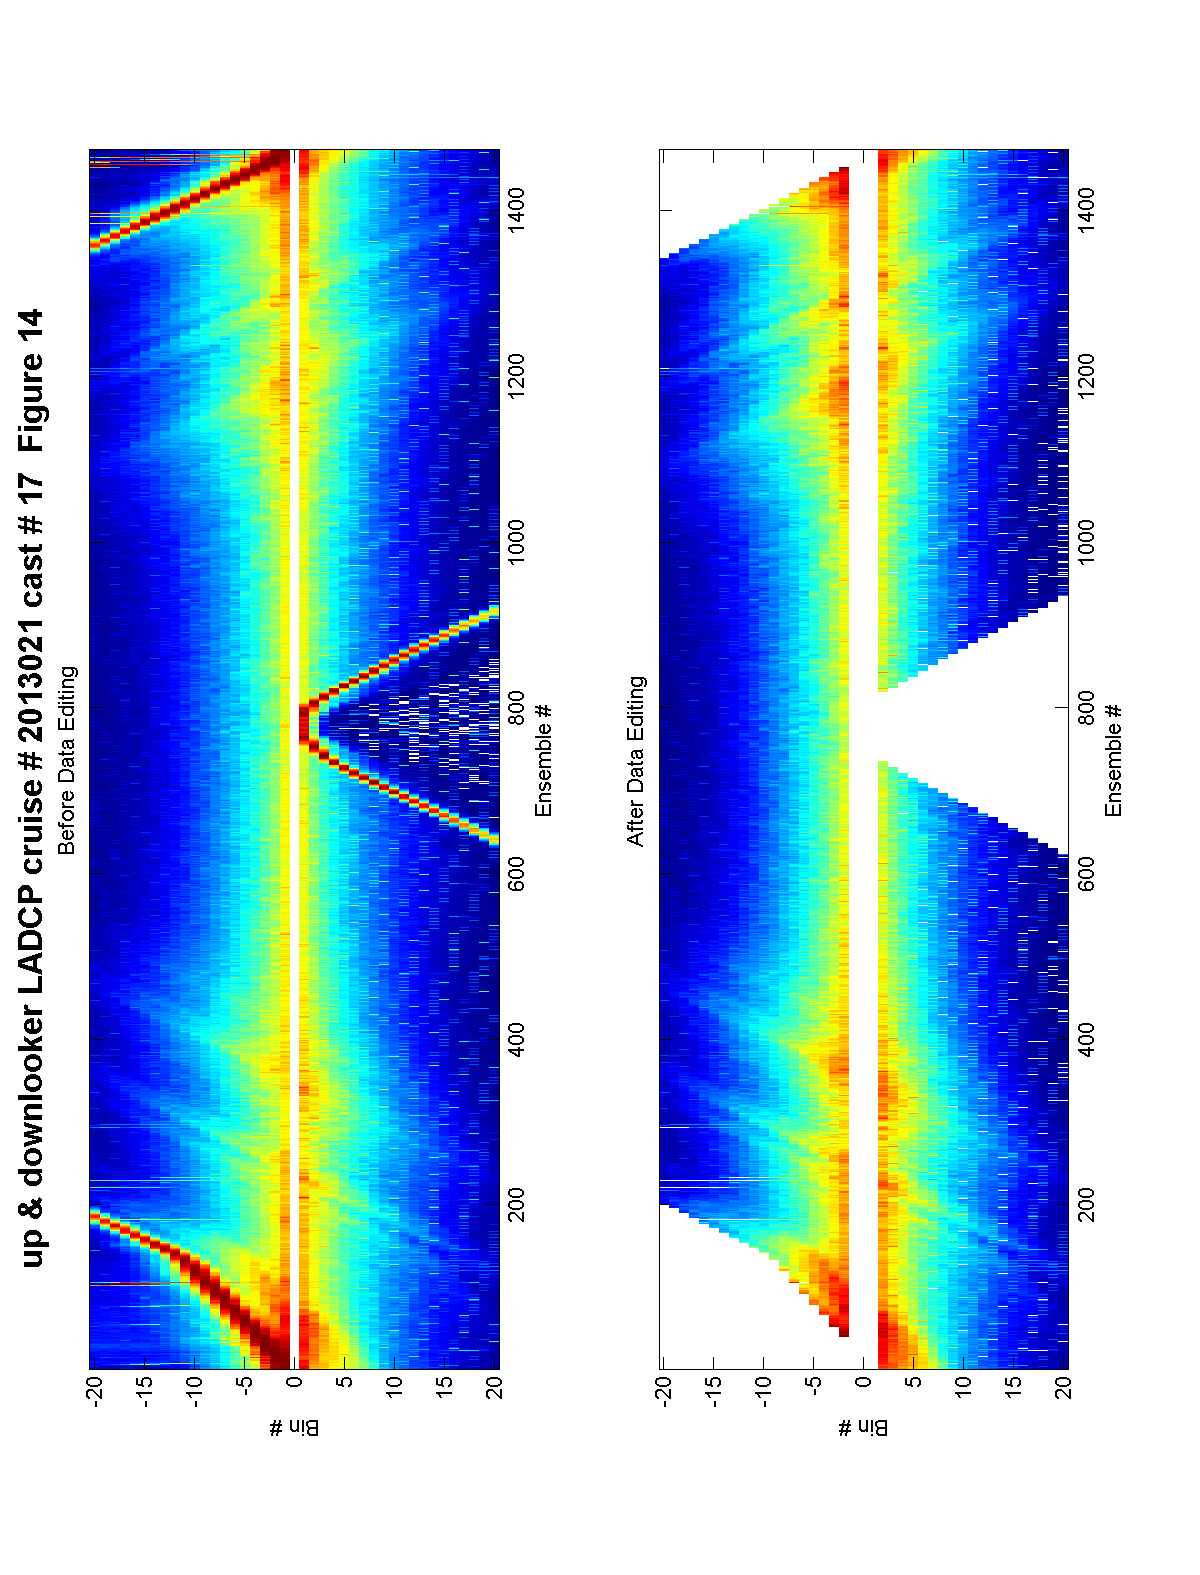 up & downlooker LADCP cruise # 2013021 cast # 17 Figure 14
Before Data Editing
-20
-15
-10
-5
0
5
10
15
20
Bin #
200 400 600 800 1000 1200 1400
Ensemble #
After Data Editing
-20
-15
-10
-5
0
5
10
15
20
Bin #
200 400 600 800 1000 1200 1400
Ensemble #